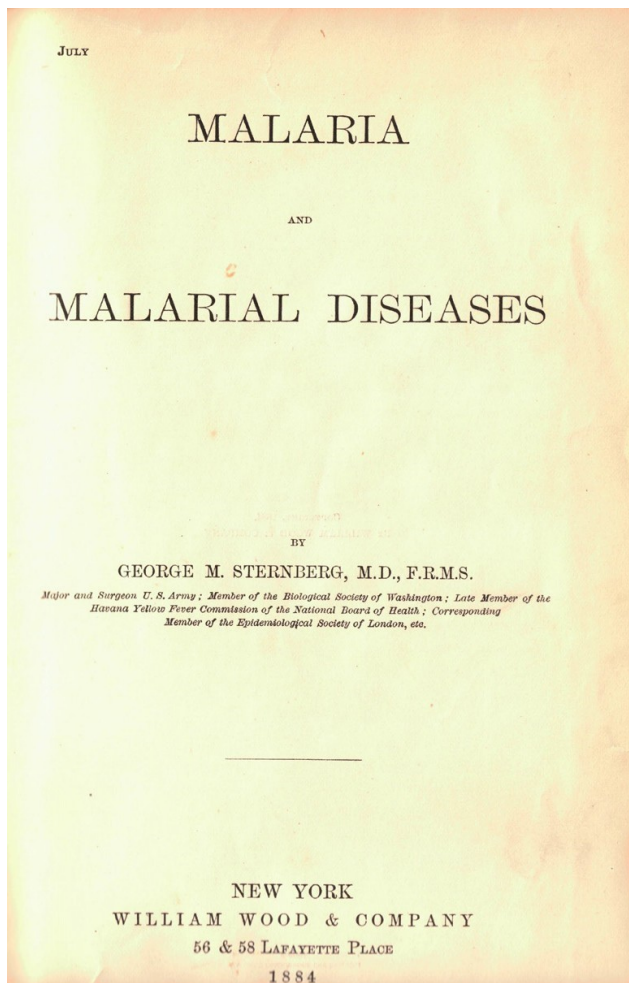 JULY
MALARIA
AND
MALARIAL DISEASES
BY
GEORGE M. STERNBERG, M.D., F.R.M.S.
Major and Surgeon U. S. Army; Member of the Biological Society of Washington; Late Member of the
Havana Yellow Fever Commission of the National Board of Health; Corresponding
Member of the Epidemiological Society of London, etc.
NEW YORK
WILLIAM WOOD & COMPANY
56 & 58 LAFAYETTE PLACE
1884